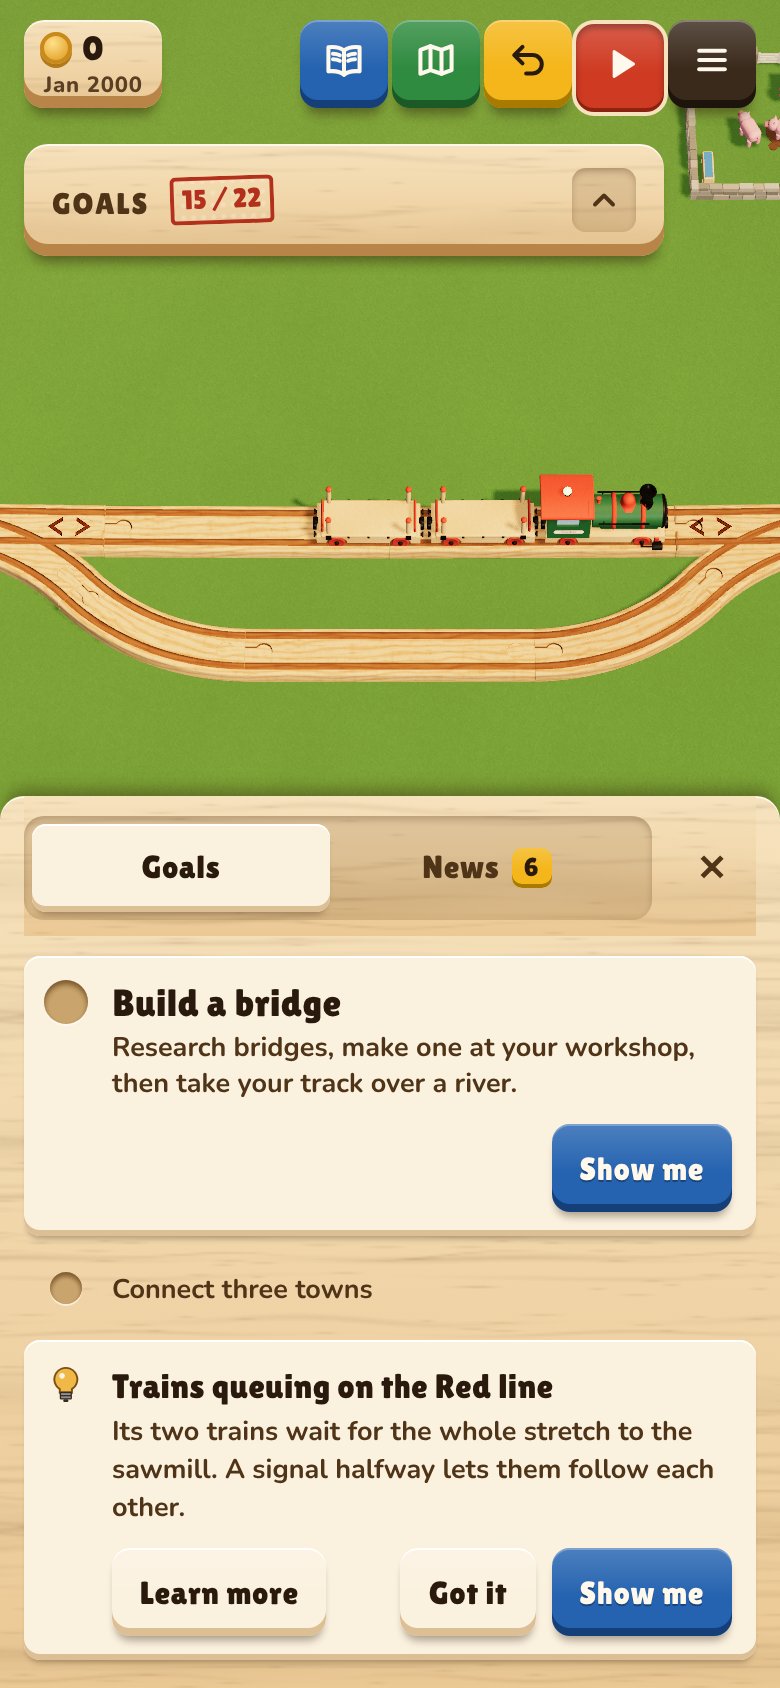 0
Jan 2000
GOALS 15 / 22
Goals
News 6
Build a bridge
Research bridges, make one at your workshop,
then take your track over a river.
Show me
Connect three towns
Trains queuing on the Red line
Its two trains wait for the whole stretch to the
sawmill. A signal halfway lets them follow each
other.
Learn more
Got it
Show me